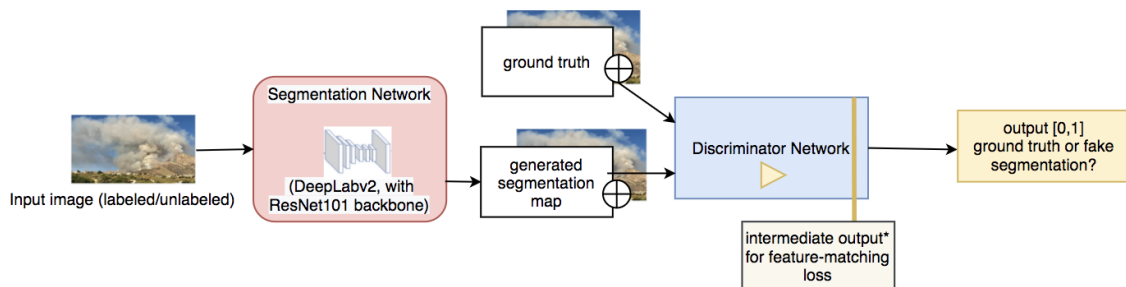 Input image (labeled/unlabeled)
Segmentation Network
(DeepLabv2, with
ResNet101 backbone)
ground truth
generated
segmentation
map
Discriminator Network
intermediate output*
for feature-matching
loss
output [0,1]
ground truth or fake
segmentation?